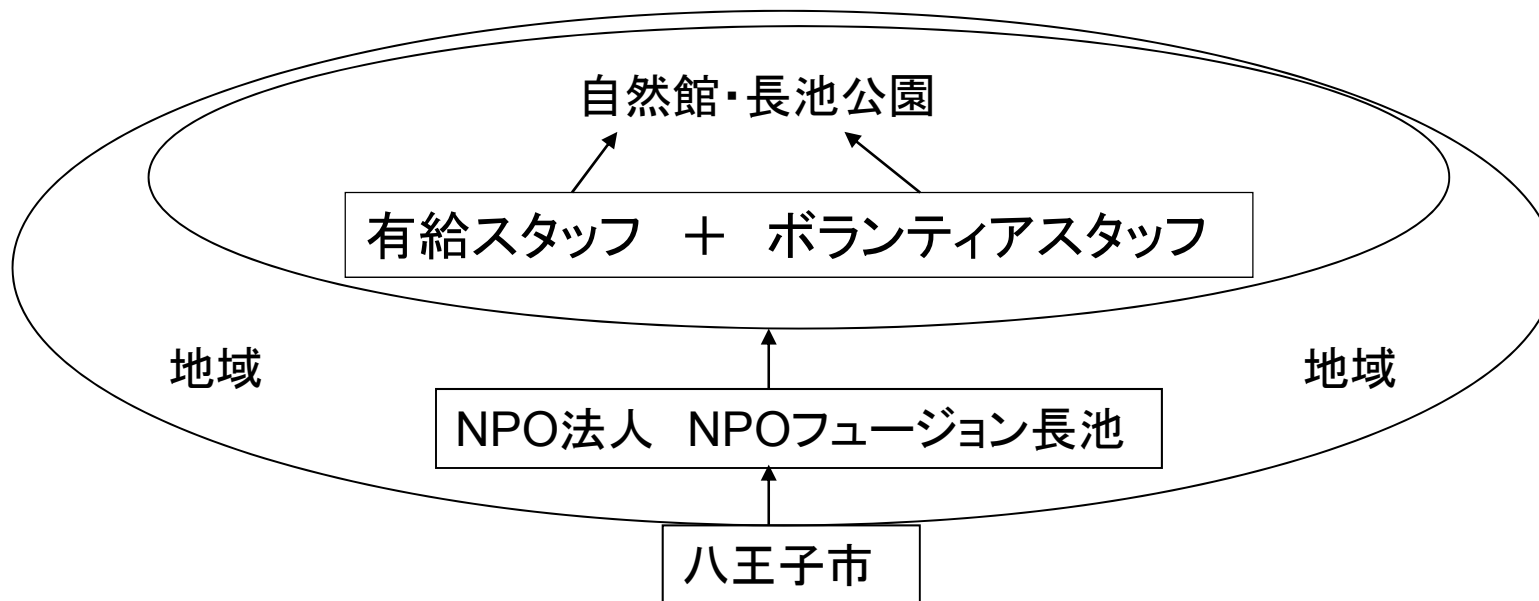 自然館・長池公園
有給スタッフ ＋ ボランティアスタッフ
地域
地域
NPO法人 NPOフュージョン長池
八王子市